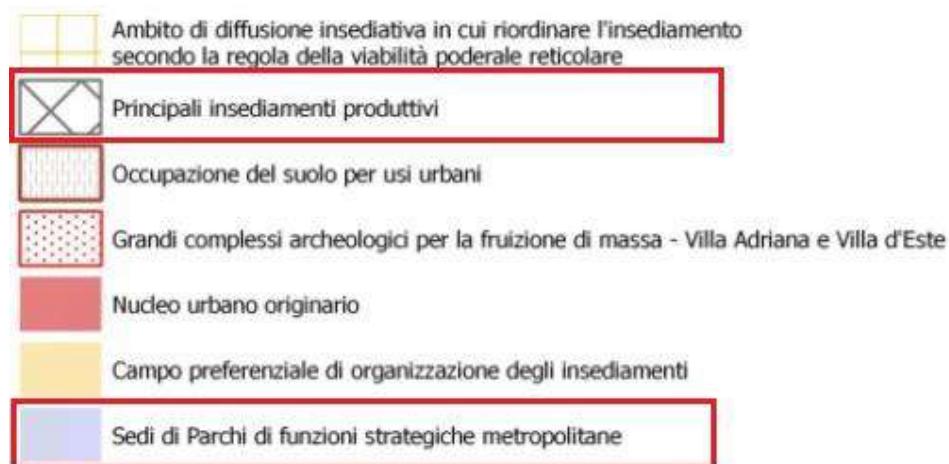 Ambito di diffusione insediativa in cui riordinare l'insediamento
secondo la regola della viabilità poderale reticolare
Principali insediamenti produttivi
Occupazione del suolo per usi urbani
Grandi complessi archeologici per la fruizione di massa - Villa Adriana e Villa d'Este
Nucleo urbano originario
Campo preferenziale di organizzazione degli insediamenti
Sedi di Parchi di funzioni strategiche metropolitane